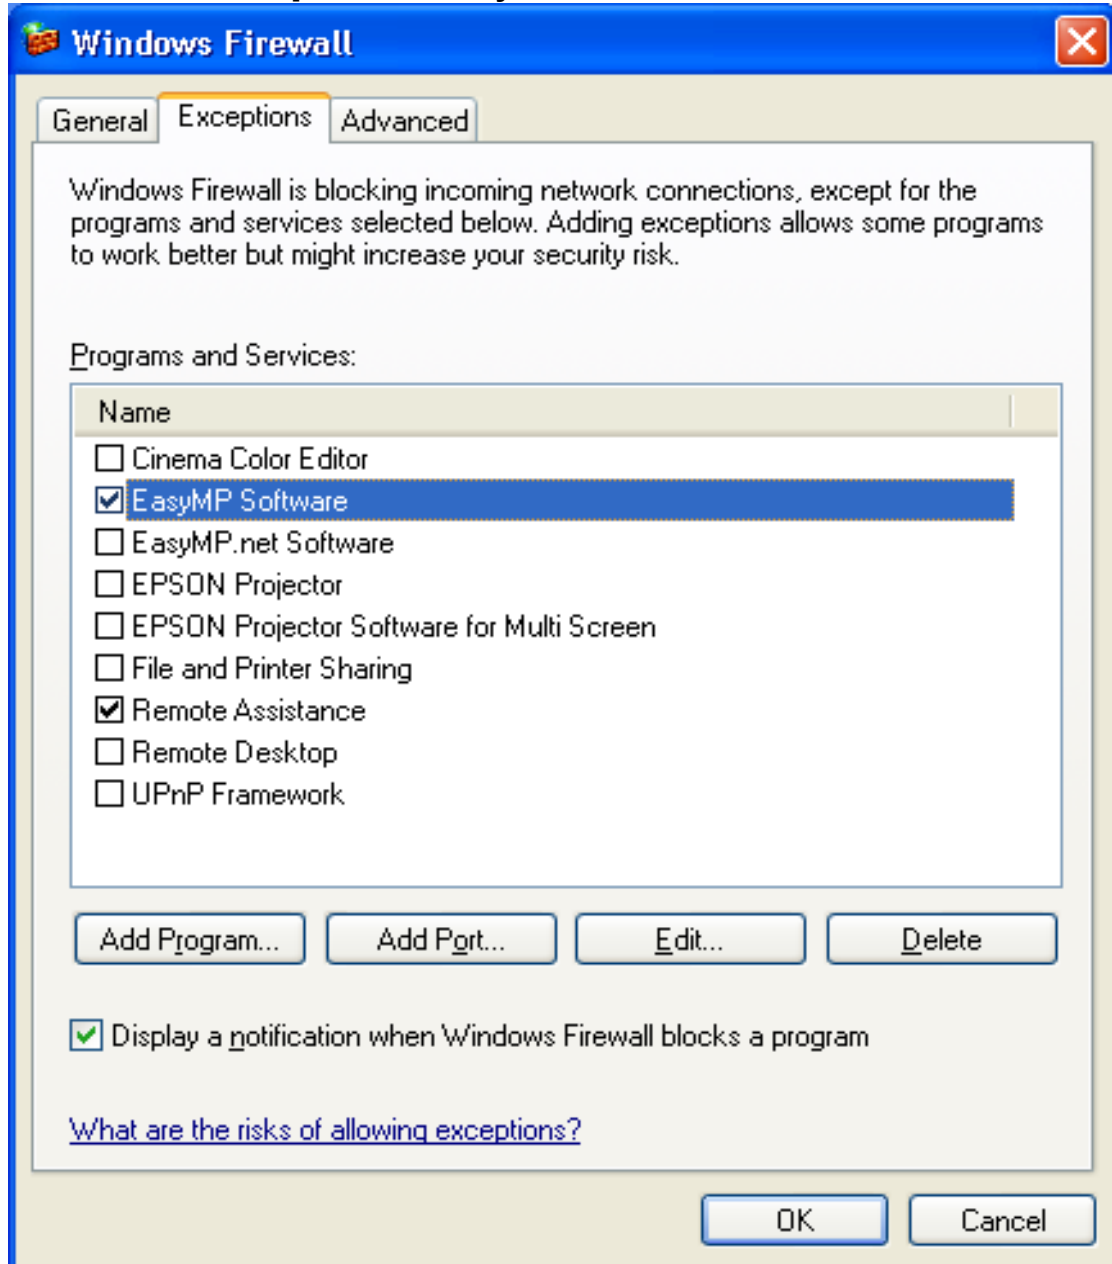 Windows Firewall
General Exceptions Advanced
Windows Firewall is blocking incoming network connections, except for the
programs and services selected below. Adding exceptions allows some programs
to work better but might increase your security risk.
Programs and Services:
Name
Cinema Color Editor
EasyMP Software
EasyMP.net Software
EPSON Projector
EPSON Projector Software for Multi Screen
File and Printer Sharing
Remote Assistance
Remote Desktop
UPnP Framework
Add Program... Add Port... Edit... Delete
Display a notification when Windows Firewall blocks a program
What are the risks of allowing exceptions?
OK Cancel